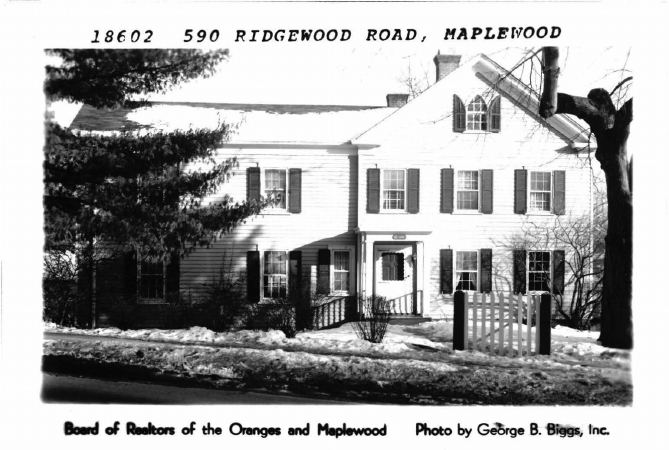 18602 590 RIDGEWOOD ROAD, MAPLEWOOD
Board of Realtors of the Oranges and Maplewood Photo by George B. Biggs, Inc.